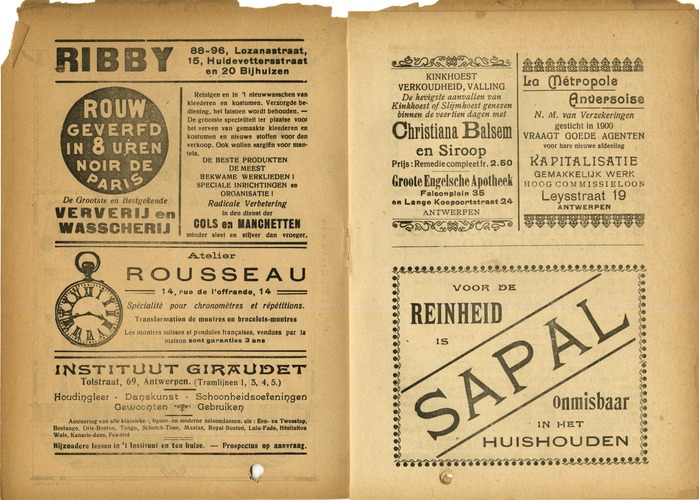 RIBBY
88-96, Lozanastraat,
15, Huidevettersstraat
en 20 Bijhuizen
ROUW
GEVERFD
IN 8 UREN
NOIR DE
PARIS
De Grootste en Bestgekende
VERVERIJ en
WASSCHERIJ
Reinigen en in 't nieuwwasschen van
kleederen en kostumen. Verzorgde be-
diening, het fatsoen wordt behouden. —
De grootste specialiteit ter plaatse voor
het verven van gemaakte kleederen en
kostumen en nieuwe stoffen voor den
verkoop. Ook wollen sargiën voor man-
tels.
DE BESTE PRODUKTEN
DE MEEST
BEKWAME WERKLIEDEN !
SPECIALE INRICHTINGEN en
ORGANISATIE !
Radicale Verbetering
in den dienst der
COLS en MANCHETTEN
minder steef en stijver dan vroeger.
Atelier
ROUSSEAU
14, rue de l'offrande, 14
Spécialité pour chronomètres et répétitions.
Transformation de montres en bracelets-montres
Les montres suisses et pendules françaises, vendues par la
maison sont garanties 3 ans
INSTITUUT GIRAUDET
Tolstraat, 69, Antwerpen. (Tramlijnen 1, 3, 4, 5.)
Houdingleer - Danskunst - Schoonheidsoefeningen
Gewoonten Gebruiken
Aanleering van alle klassieke -, figuur- en moderne salondansen, als : Een- en Tweestap,
Bostango, Drie-Boston, Tango, Schotch-Time, Maxixe, Royal-Boston, Lulu-Fado, Hésitation
Wals, Kanarie-dans, Fox-trot
Bijzondere lessen in 't Instituut en ten huize. — Prospectus op aanvraag.
KINKHOEST
VERKOUDHEID, VALLING
De hevigste aanvallen van
Kinkhoest of Slijmhoest genezen
binnen de veertien dagen met
Christiana Balsem
en Siroop
Prijs : Remedie compleet fr. 2.50
Groote Engelsche Apotheek
Falconplein 35
en Lange Koepoortstraat 24
ANTWERPEN
La Métropole
Anversoise
N. M. van Verzekeringen
gesticht in 1900
VRAAGT GOEDE AGENTEN
voor hare nieuwe afdeeling
KAPITALISATIE
GEMAKKELIJK WERK
HOOG COMMISSIELOON
Leysstraat 19
ANTWERPEN
VOOR DE
REINHEID
IS
SAPAL
onmisbaar
IN HET
HUISHOUDEN